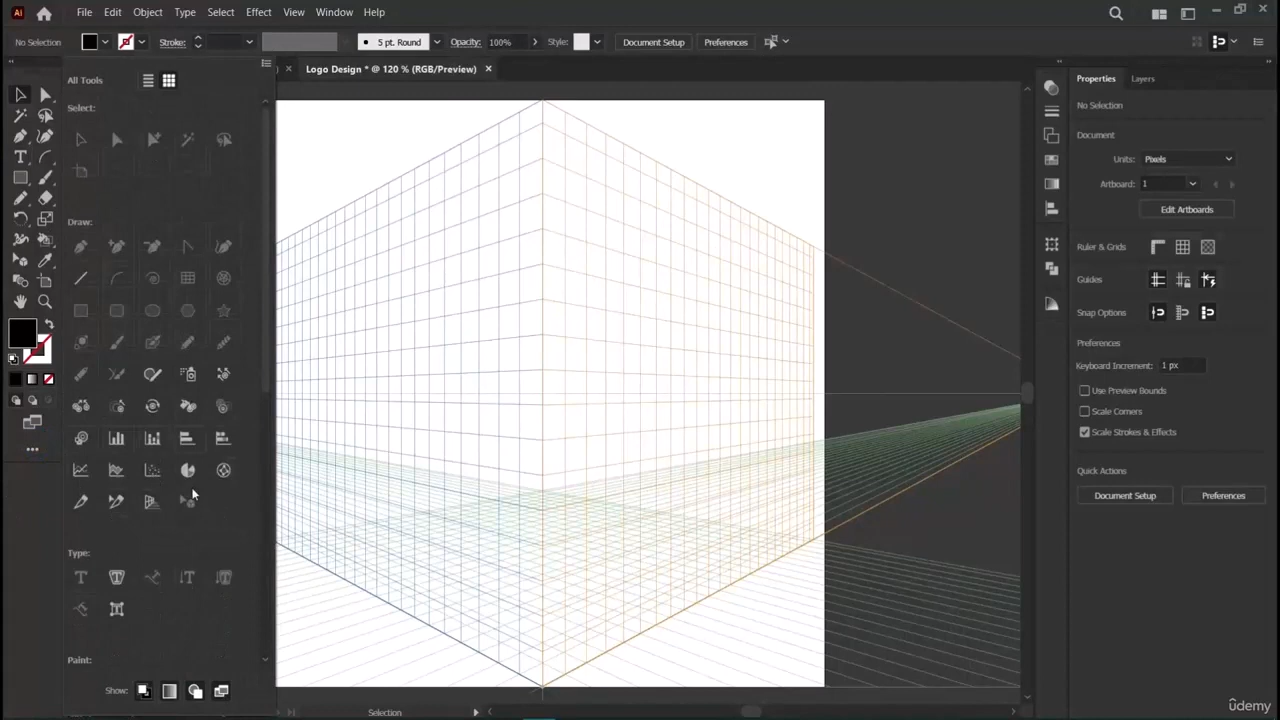 Ai File Edit Object Type Select Effect View Window Help
No Selection Stroke: 5 pt. Round Opacity: 100% Style: Document Setup Preferences
Logo Design * @ 120 % (RGB/Preview)
All Tools
Select:
Draw:
Type:
Paint:
Show:
Selection
Properties Layers
No Selection
Document
Units: Pixels
Artboard: 1
Edit Artboards
Ruler & Grids
Guides
Snap Options
Preferences
Keyboard Increment: 1 px
Use Preview Bounds
Scale Corners
Scale Strokes & Effects
Quick Actions
Document Setup Preferences
udemy